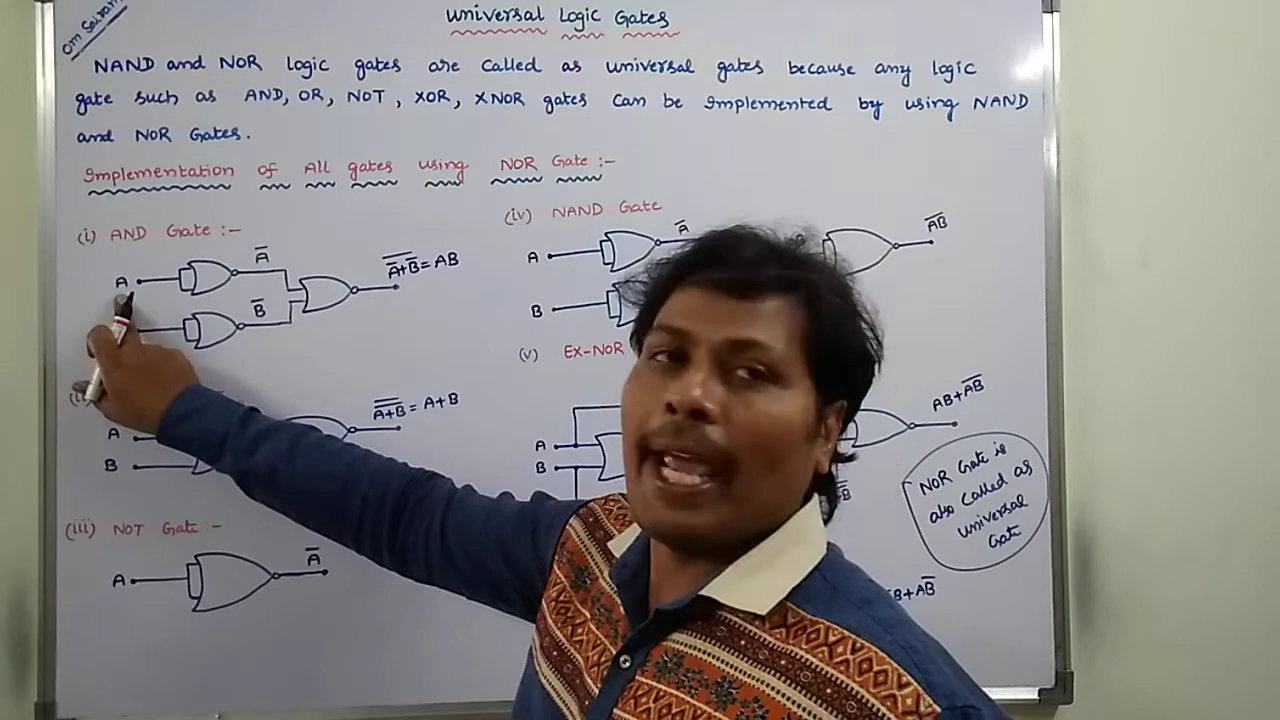 Om Sairam
Universal Logic Gates
NAND and NOR logic gates are called as universal gates because any logic
gate such as AND, OR, NOT, XOR, XNOR gates can be implemented by using NAND
and NOR Gates.
Implementation of All gates using NOR Gate :-
(i) AND Gate :-
A
A̅
B̅
A̅+B̅ = AB
A
B
A̿+̿B̿ = A+B
(iii) NOT Gate :-
A
A̅
(iv) NAND Gate
A
A̅
B
A̅B̅
(v) EX-NOR
A
B
AB+A̅B̅
NOR Gate is
also called as
universal
Gate
B+AB̅